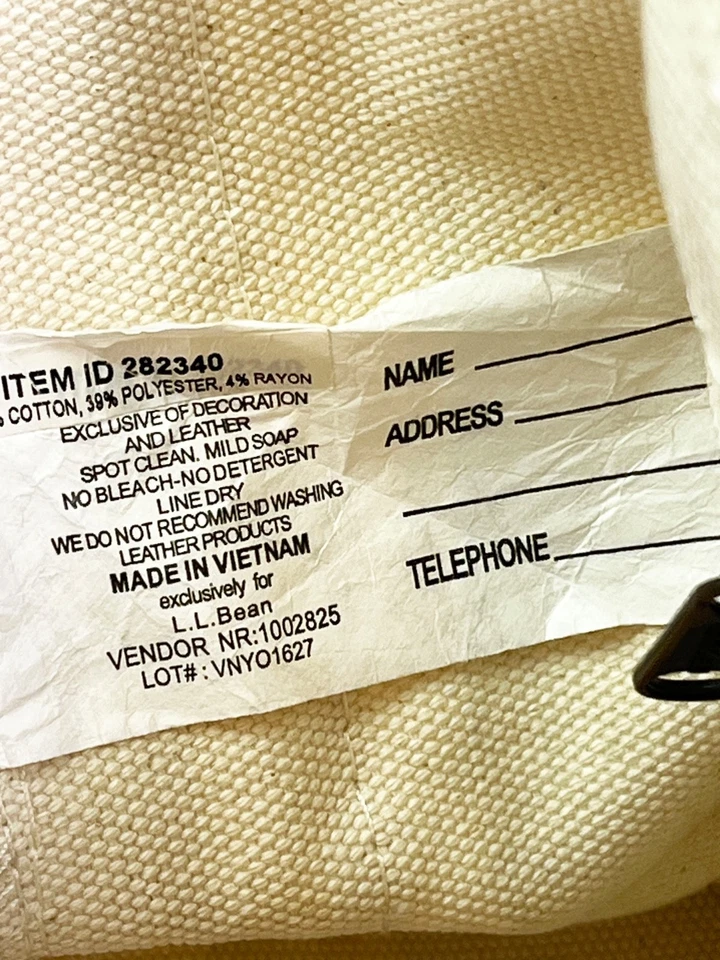 ITEM ID 282340
% COTTON, 39% POLYESTER, 4% RAYON
EXCLUSIVE OF DECORATION
AND LEATHER
SPOT CLEAN. MILD SOAP
NO BLEACH-NO DETERGENT
LINE DRY
WE DO NOT RECOMMEND WASHING
LEATHER PRODUCTS
MADE IN VIETNAM
exclusively for
L.L.Bean
VENDOR NR:1002825
LOT# : VNYO1627
NAME
ADDRESS
TELEPHONE